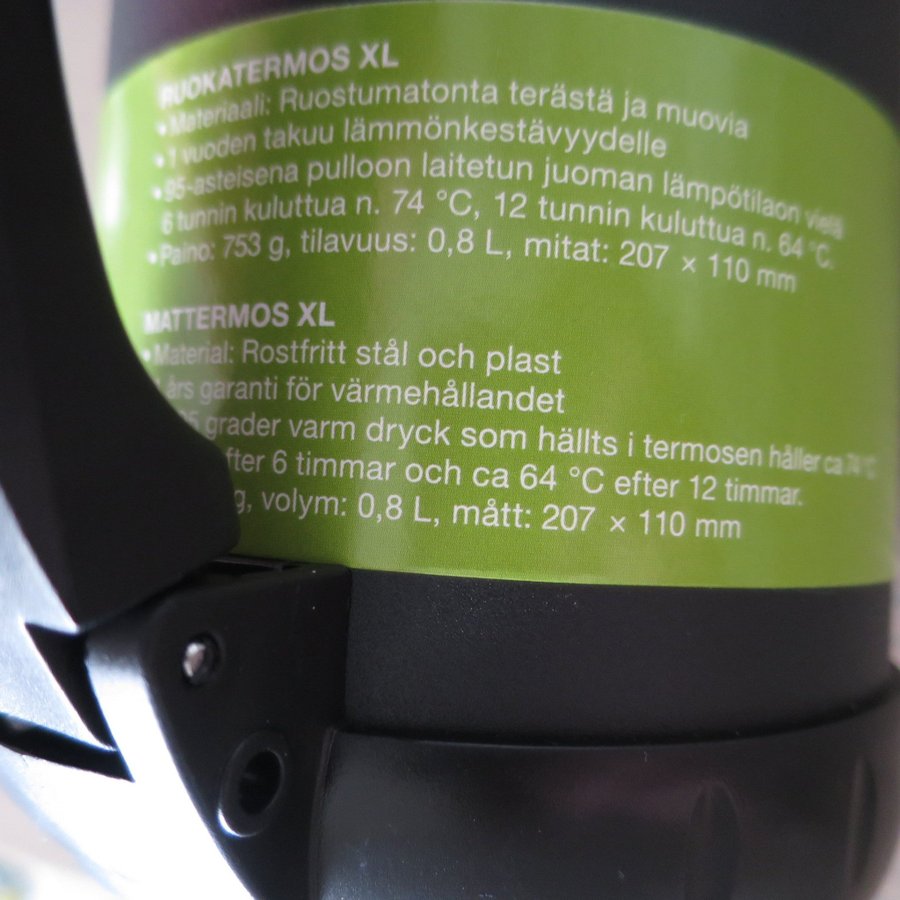 RUOKATERMOS XL
• Materiaali: Ruostumatonta terästä ja muovia
• 1 vuoden takuu lämmönkestävyydelle
• 95-asteisena pulloon laitetun juoman lämpötilaon vielä
6 tunnin kuluttua n. 74 °C, 12 tunnin kuluttua n. 64 °C.
• Paino: 753 g, tilavuus: 0,8 L, mitat: 207 × 110 mm
MATTERMOS XL
• Material: Rostfritt stål och plast
års garanti för värmehållandet
grader varm dryck som hällts i termosen håller ca 74 °C
efter 6 timmar och ca 64 °C efter 12 timmar.
g, volym: 0,8 L, mått: 207 × 110 mm